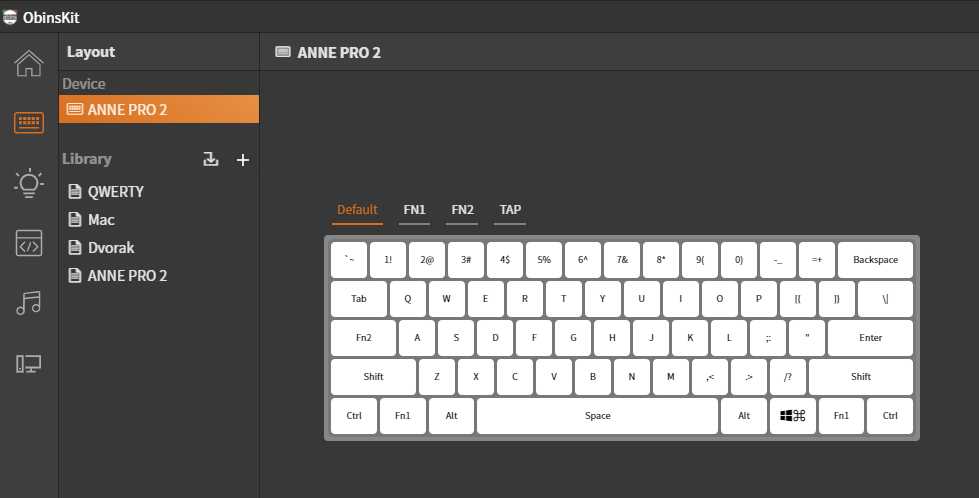 ObinsKit
Layout
ANNE PRO 2
Device
ANNE PRO 2
Library
QWERTY
Mac
Dvorak
ANNE PRO 2
Default FN1 FN2 TAP
`~ 1! 2@ 3# 4$ 5% 6^ 7& 8* 9( 0) -_ =+ Backspace
Tab Q W E R T Y U I O P [{ ]} \|
Fn2 A S D F G H J K L ;: " Enter
Shift Z X C V B N M ,< .> /? Shift
Ctrl Fn1 Alt Space Alt ⌘ Fn1 Ctrl